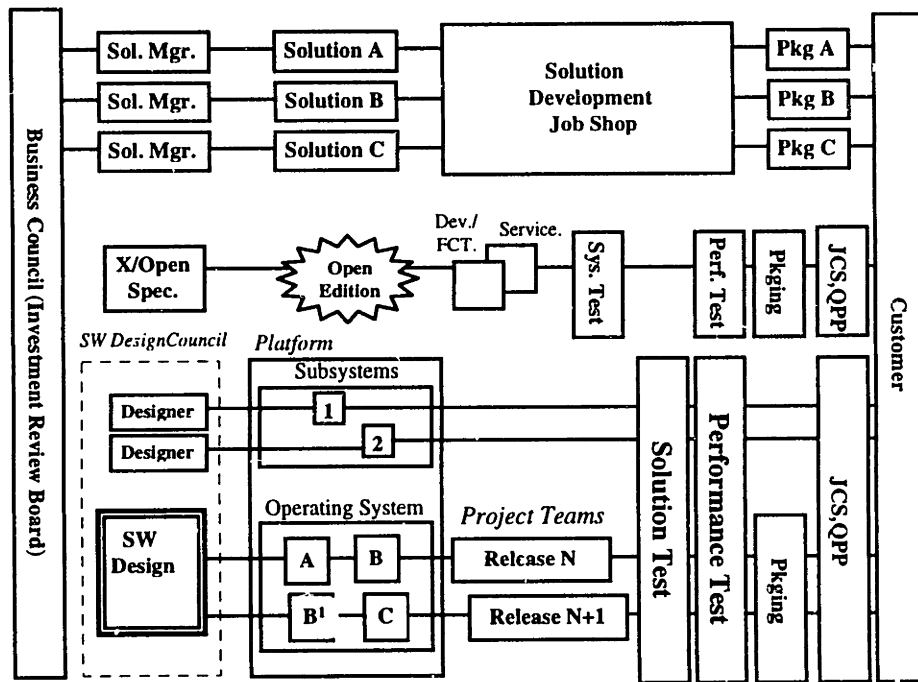 Business Council (Investment Review Board)
Sol. Mgr.
Solution A
Sol. Mgr.
Solution B
Sol. Mgr.
Solution C
Solution
Development
Job Shop
Pkg A
Pkg B
Pkg C
Customer
X/Open
Spec.
Open
Edition
Dev./
FCT.
Service.
Sys. Test
Perf. Test
Pkging
JCS,QPP
SW DesignCouncil
Platform
Subsystems
Designer
1
Designer
2
Operating System
SW
Design
A
B
B¹
C
Project Teams
Release N
Release N+1
Solution Test
Performance Test
Pkging
JCS,QPP